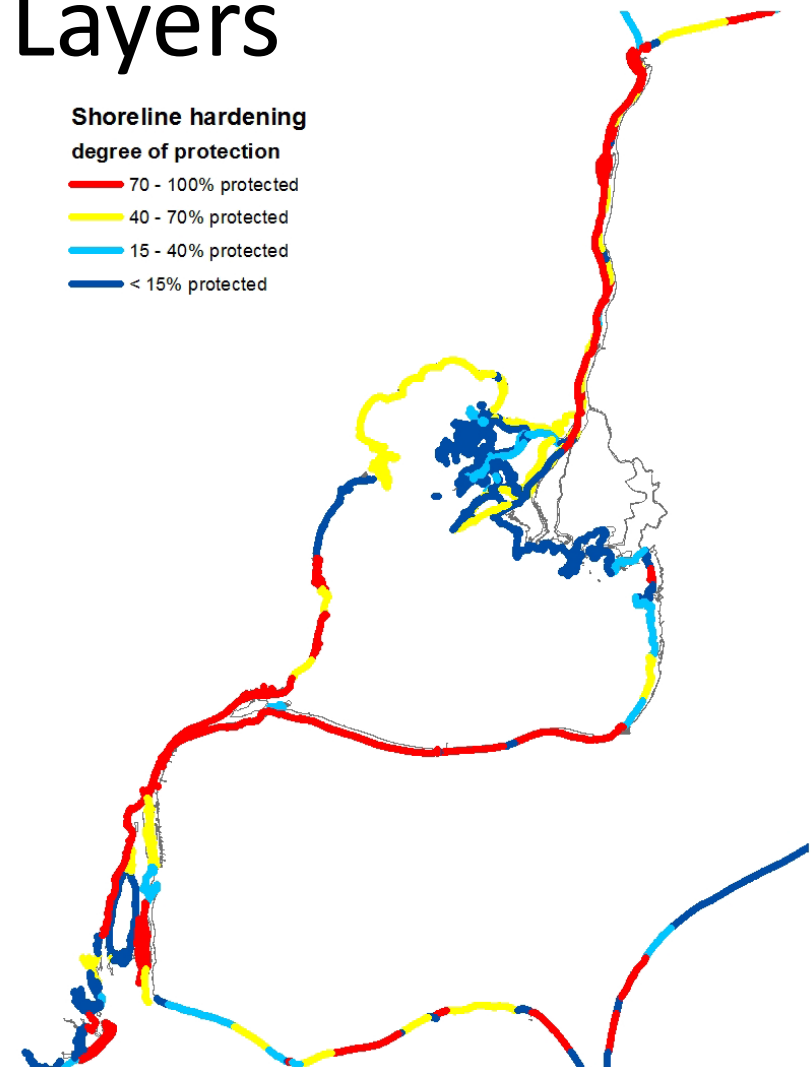 Layers
Shoreline hardening
degree of protection
70 - 100% protected
40 - 70% protected
15 - 40% protected
< 15% protected